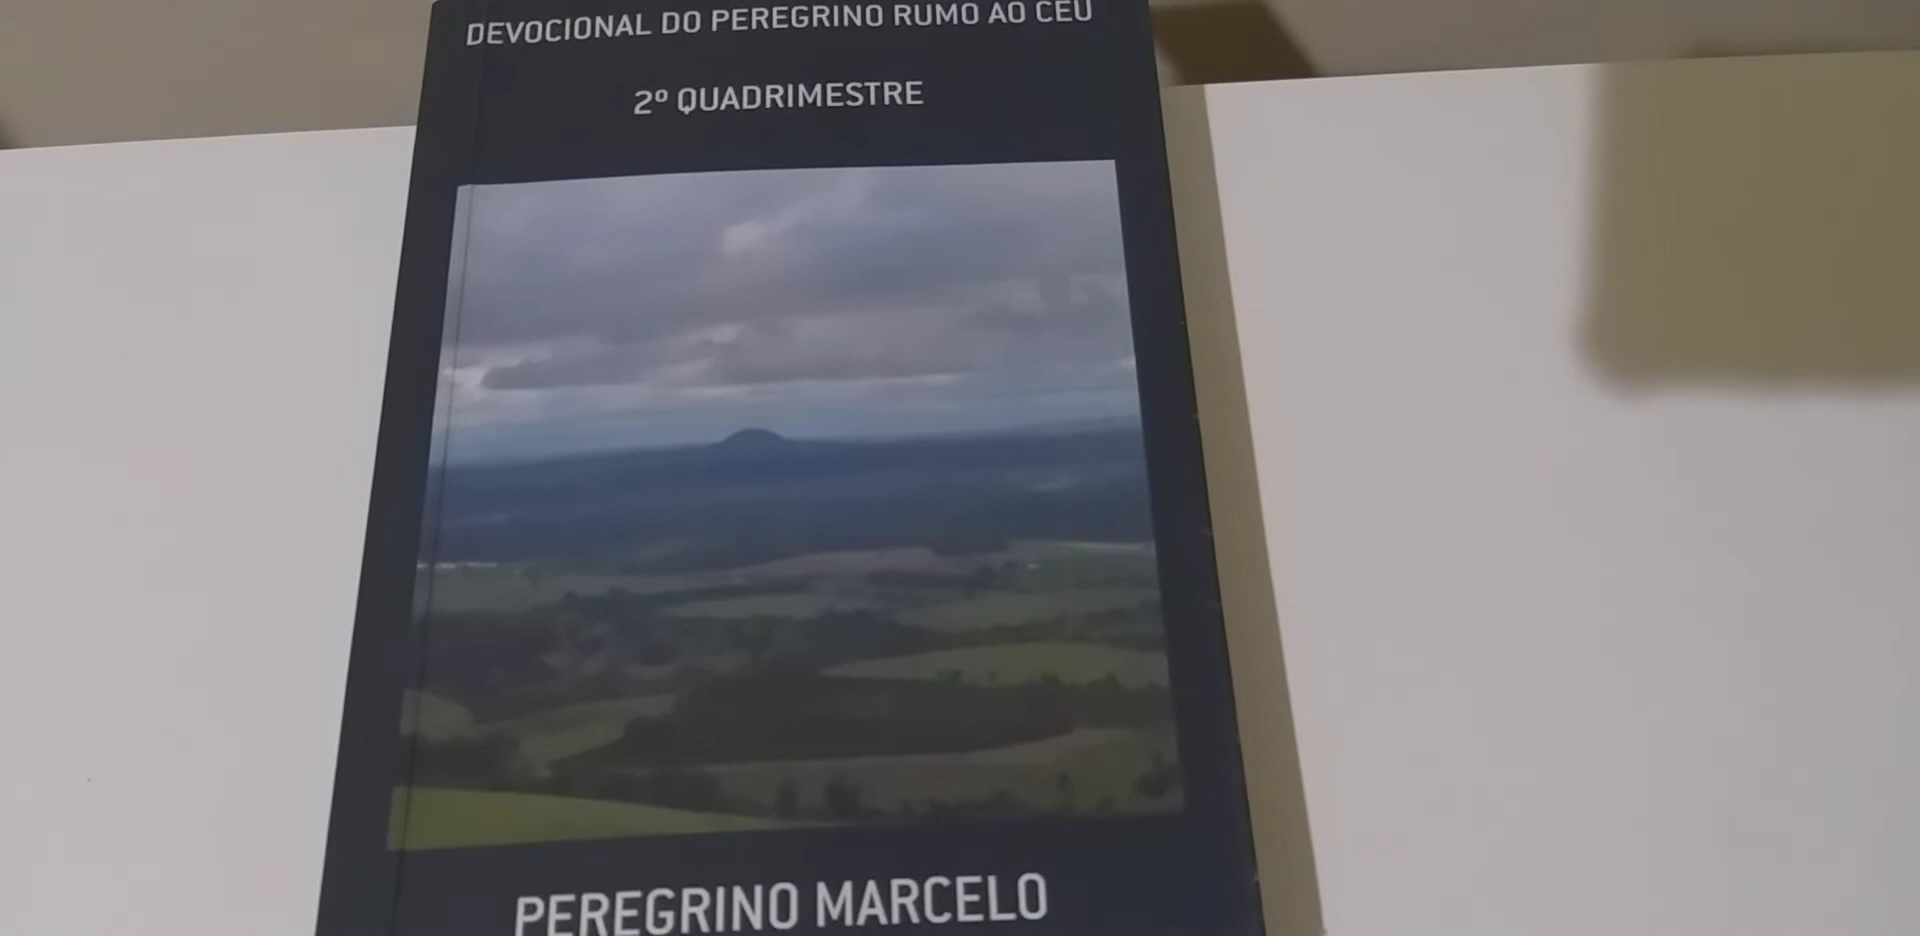 DEVOCIONAL DO PEREGRINO RUMO AO CÉU
2º QUADRIMESTRE
PEREGRINO MARCELO